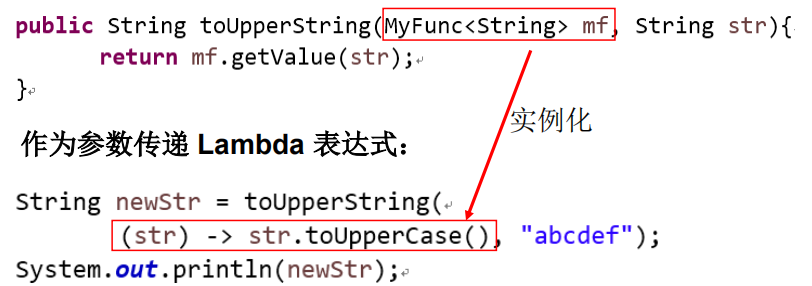 public String toUpperString(MyFunc<String> mf, String str){
return mf.getValue(str);
}
实例化
作为参数传递 Lambda 表达式：
String newStr = toUpperString(
(str) -> str.toUpperCase(), "abcdef");
System.out.println(newStr);